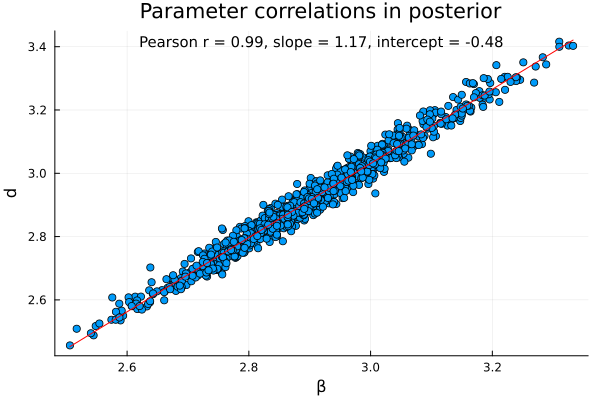 Parameter correlations in posterior
Pearson r = 0.99, slope = 1.17, intercept = -0.48
3.4
3.2
3.0
2.8
2.6
d
2.6 2.8 3.0 3.2
β